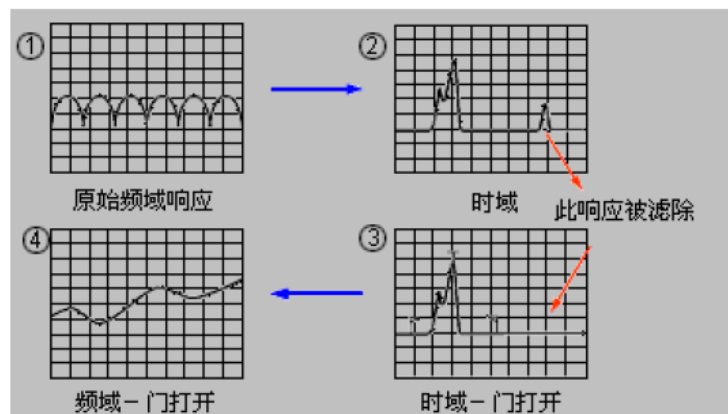 ①
原始频域响应
②
时域
此响应被滤除
④
频域－门打开
③
时域－门打开